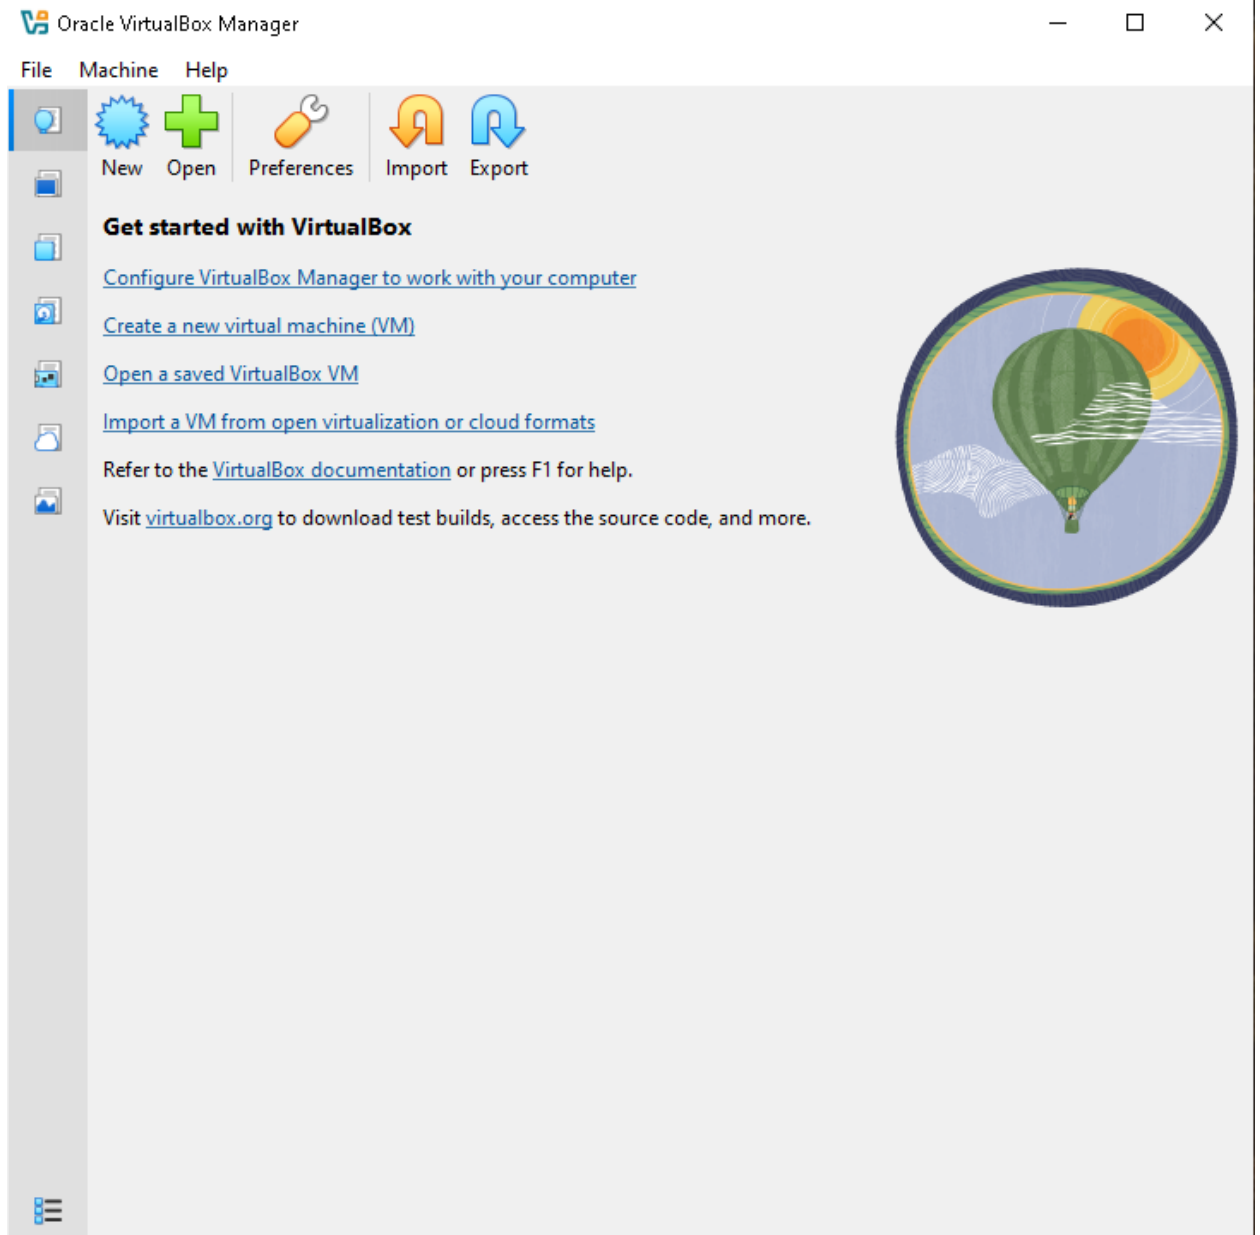 Oracle VirtualBox Manager
File Machine Help
New Open Preferences Import Export
Get started with VirtualBox
Configure VirtualBox Manager to work with your computer
Create a new virtual machine (VM)
Open a saved VirtualBox VM
Import a VM from open virtualization or cloud formats
Refer to the VirtualBox documentation or press F1 for help.
Visit virtualbox.org to download test builds, access the source code, and more.